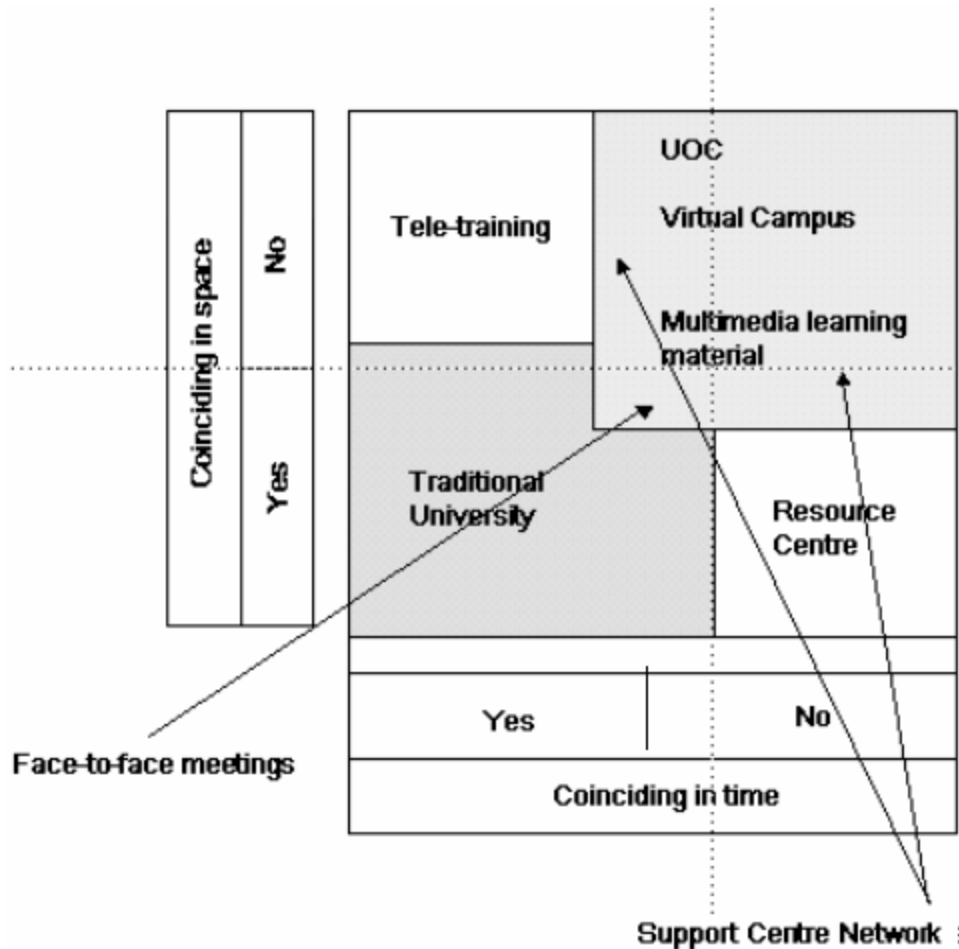 UOC
Virtual Campus
Tele-training
Coinciding in space
No
Yes
Multimedia learning
material
Traditional
University
Resource
Centre
Yes
No
Face-to-face meetings
Coinciding in time
Support Centre Network